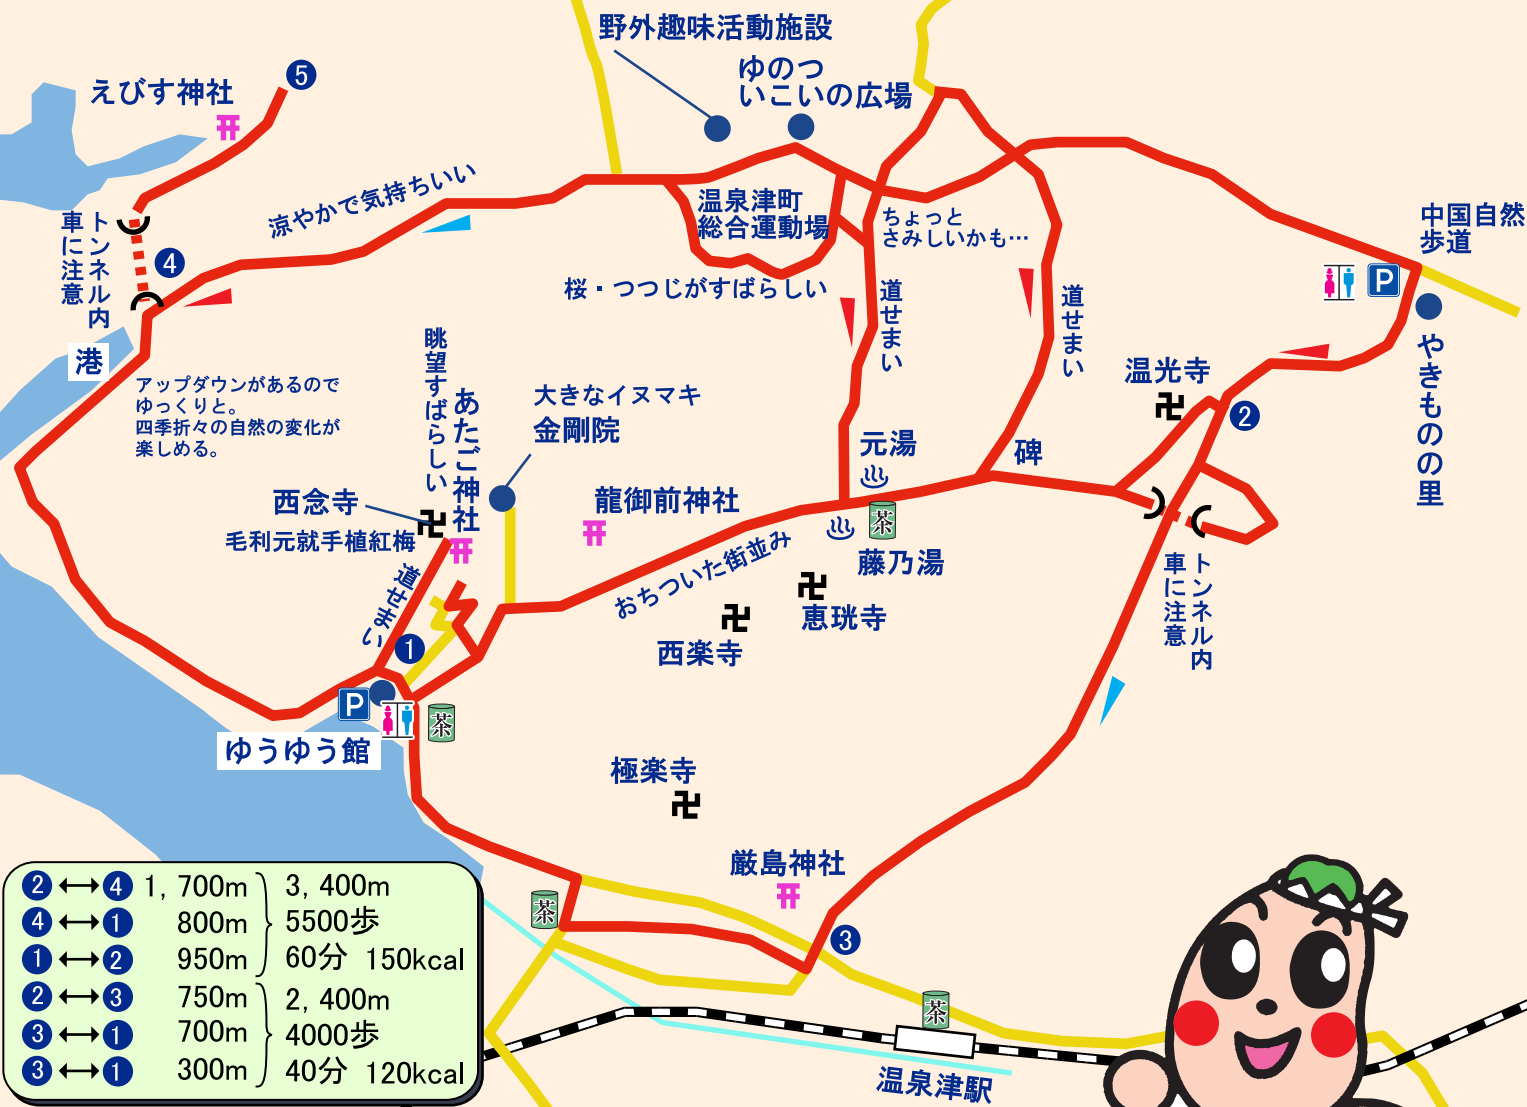 野外趣味活動施設
ゆのつ
いこいの広場
えびす神社
5
涼やかで気持ちいい
温泉津町
総合運動場
ちょっと
さみしいかも…
中国自然
歩道
P
トンネル内
車に注意
4
桜・つつじがすばらしい
道せまい
道せまい
やきものの里
港
アップダウンがあるので
ゆっくりと。
四季折々の自然の変化が
楽しめる。
眺望すばらしい
あたご神社
大きなイヌマキ
金剛院
温光寺
2
元湯
碑
西念寺
毛利元就手植紅梅
龍御前神社
茶
藤乃湯
おちついた街並み
道せまい
恵珖寺
西楽寺
トンネル内
車に注意
1
P
茶
ゆうゆう館
極楽寺
厳島神社
茶
3
茶
温泉津駅
2 ↔ 4 1,700m
4 ↔ 1 800m
1 ↔ 2 950m
3,400m
5500歩
60分 150kcal
2 ↔ 3 750m
3 ↔ 1 700m
3 ↔ 1 300m
2,400m
4000歩
40分 120kcal